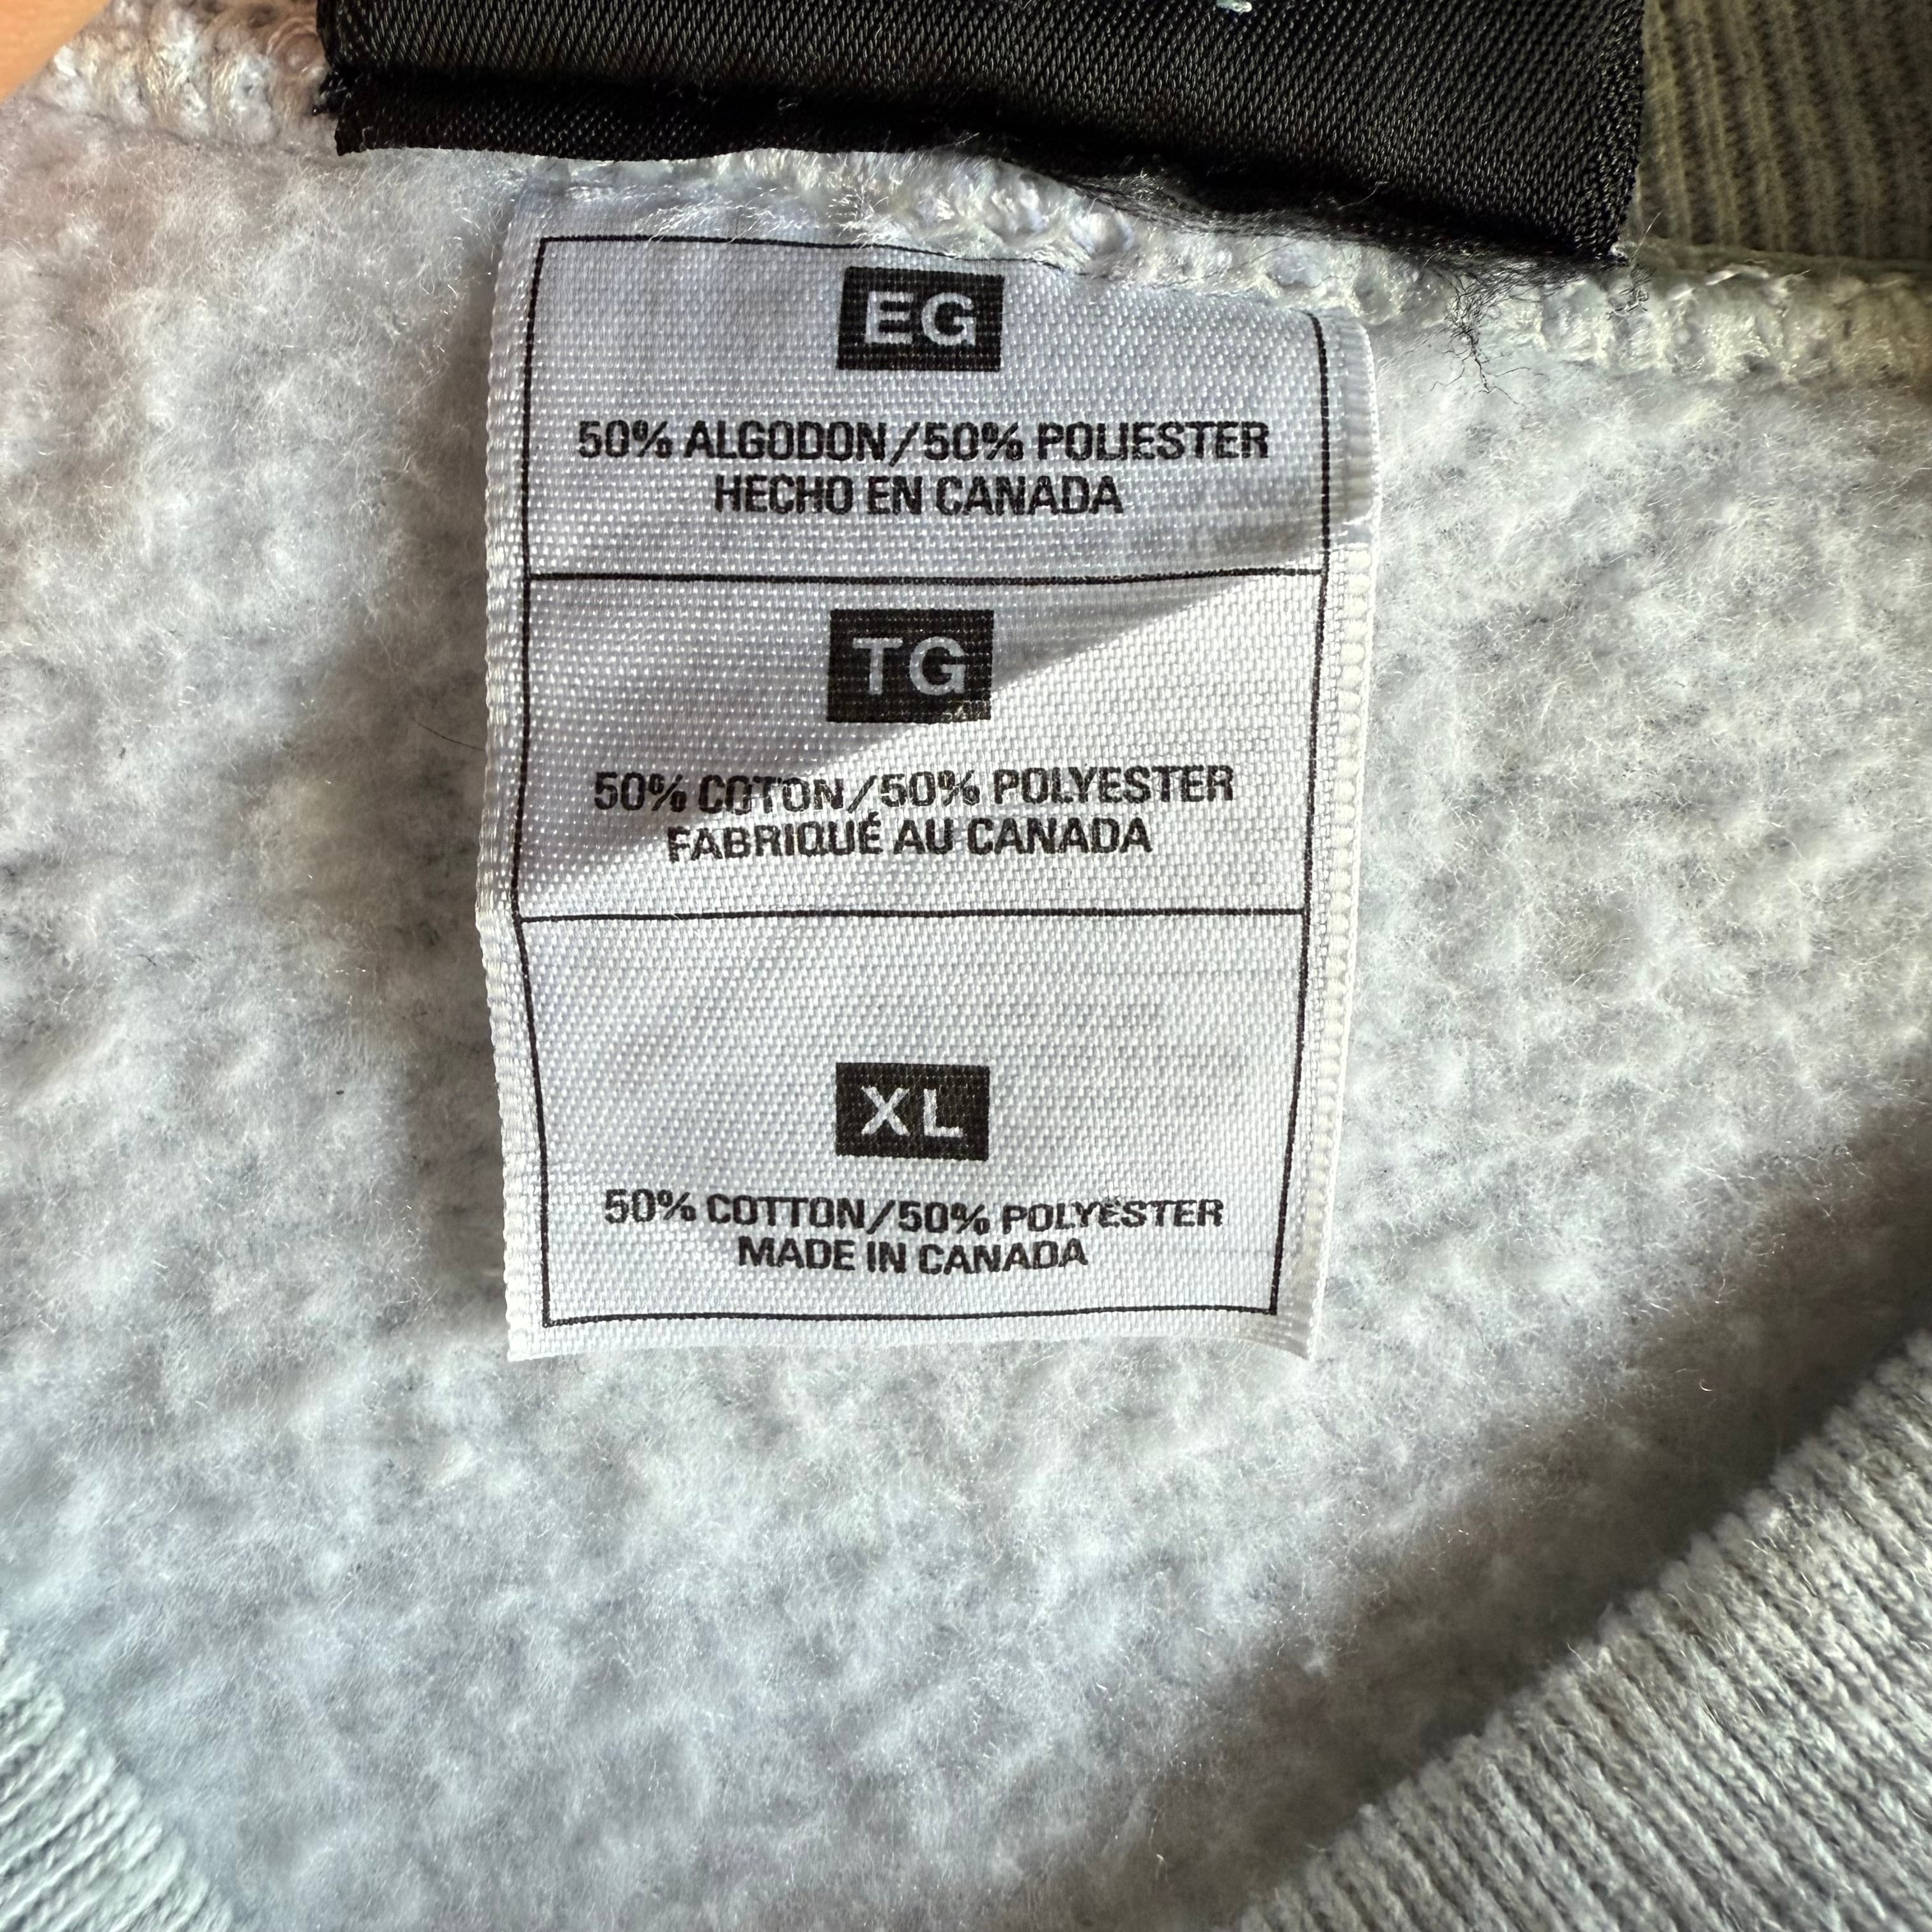 EG
50% ALGODON/50% POLIESTER
HECHO EN CANADA
TG
50% COTON/50% POLYESTER
FABRIQUÉ AU CANADA
XL
50% COTTON/50% POLYESTER
MADE IN CANADA